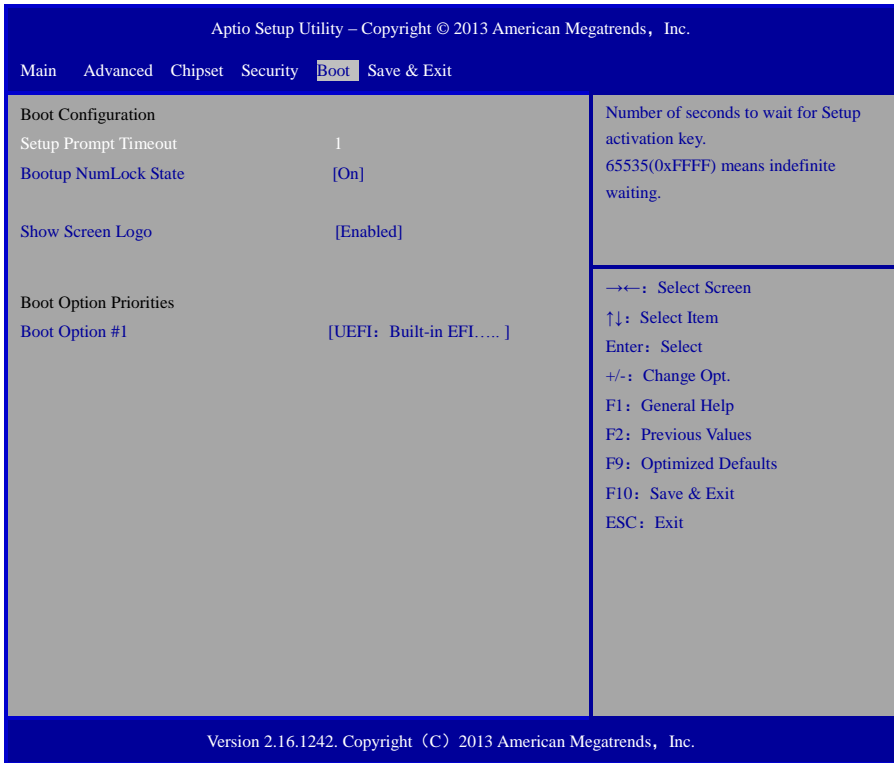 Aptio Setup Utility – Copyright © 2013 American Megatrends，Inc.
Main Advanced Chipset Security Boot Save & Exit
Boot Configuration
Setup Prompt Timeout 1
Bootup NumLock State [On]
Show Screen Logo [Enabled]
Boot Option Priorities
Boot Option #1 [UEFI：Built-in EFI….. ]
Number of seconds to wait for Setup
activation key.
65535(0xFFFF) means indefinite
waiting.
→←：Select Screen
↑↓：Select Item
Enter：Select
+/-：Change Opt.
F1：General Help
F2：Previous Values
F9：Optimized Defaults
F10：Save & Exit
ESC：Exit
Version 2.16.1242. Copyright（C）2013 American Megatrends，Inc.